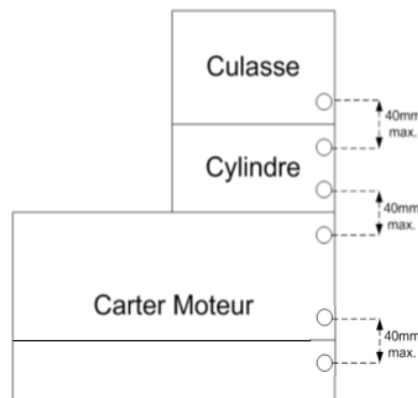 Culasse
40mm
max.
Cylindre
40mm
max.
Carter Moteur
40mm
max.